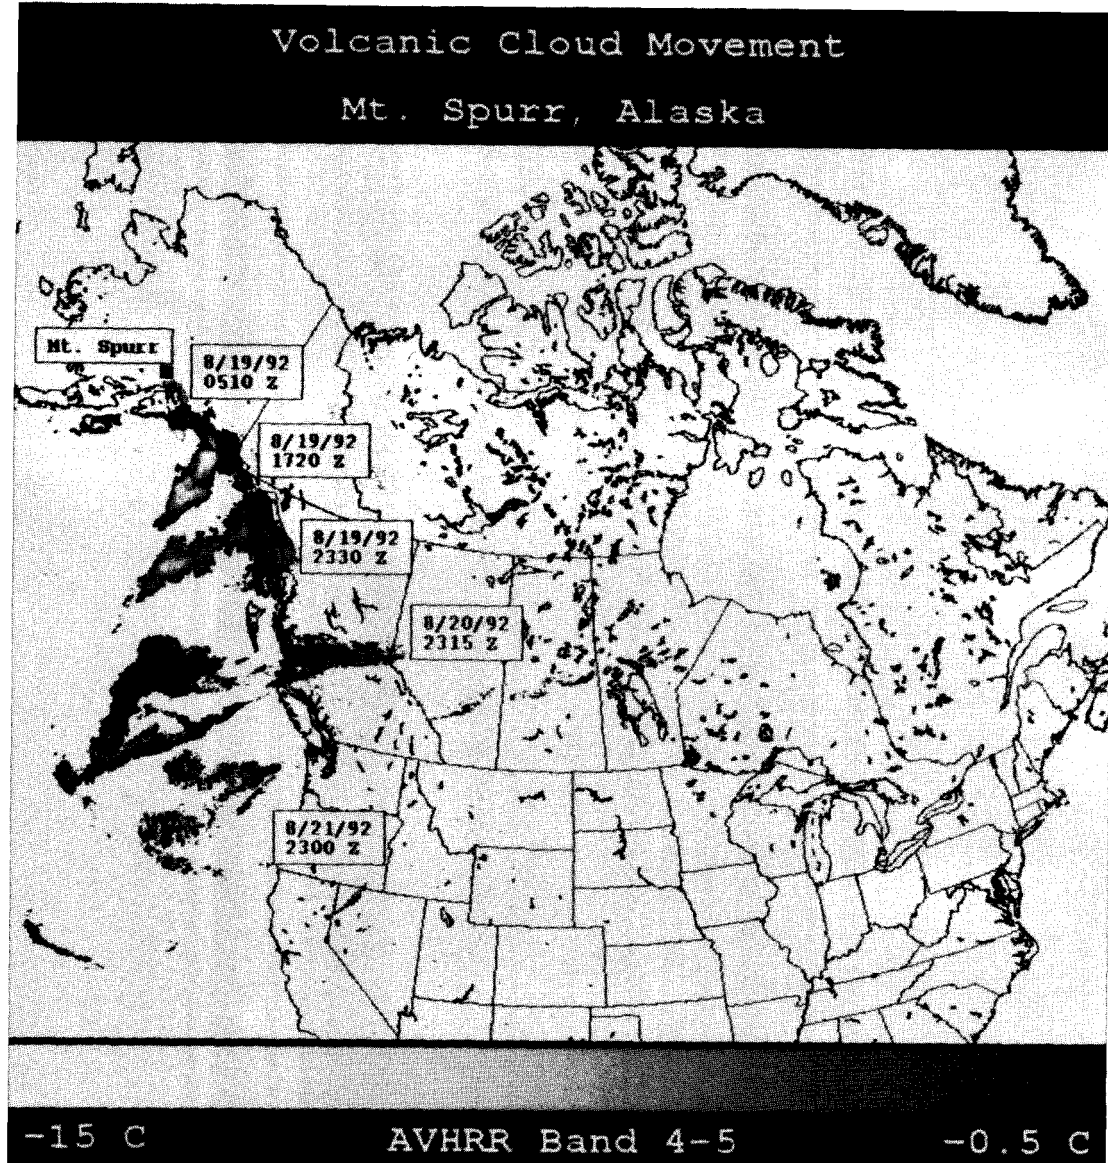 Volcanic Cloud Movement
Mt. Spurr, Alaska
Mt. Spurr
8/19/92
0510 Z
8/19/92
1720 Z
8/19/92
2330 Z
8/20/92
2315 Z
8/21/92
2300 Z
-15 C AVHRR Band 4-5 -0.5 C